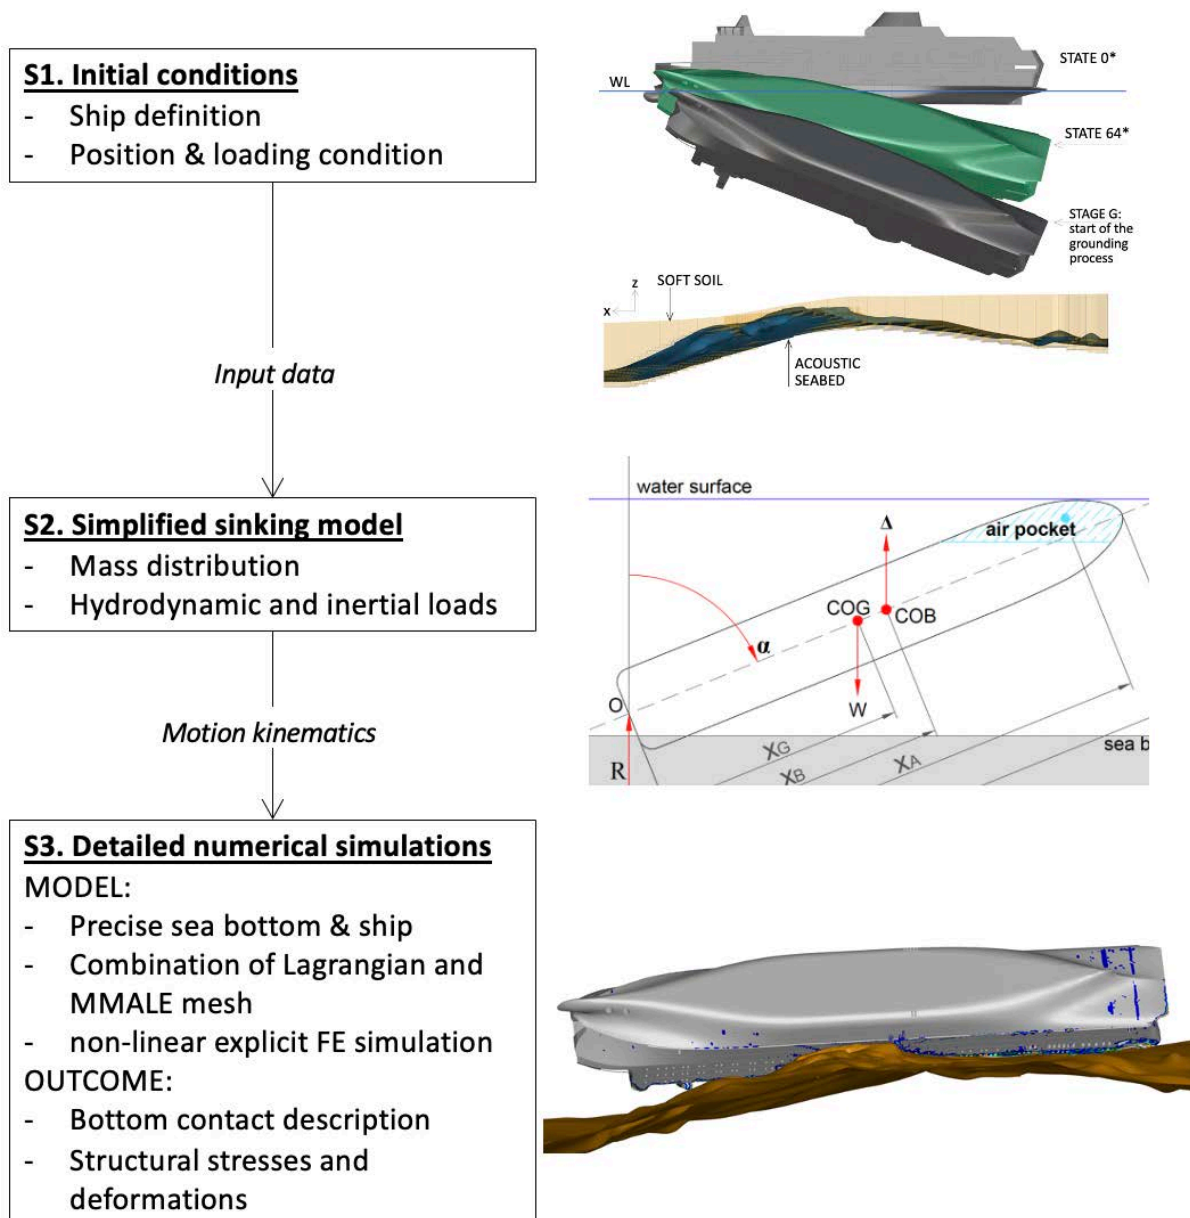 S1. Initial conditions
- Ship definition
- Position & loading condition
Input data
S2. Simplified sinking model
- Mass distribution
- Hydrodynamic and inertial loads
Motion kinematics
S3. Detailed numerical simulations
MODEL:
- Precise sea bottom & ship
- Combination of Lagrangian and
MMALE mesh
- non-linear explicit FE simulation
OUTCOME:
- Bottom contact description
- Structural stresses and
deformations
STATE 0*
WL
STATE 64*
STAGE G:
start of the
grounding
process
SOFT SOIL
z
x
ACOUSTIC
SEABED
water surface
Δ
air pocket
COG
COB
α
W
O
R
XG
XB
XA
sea b